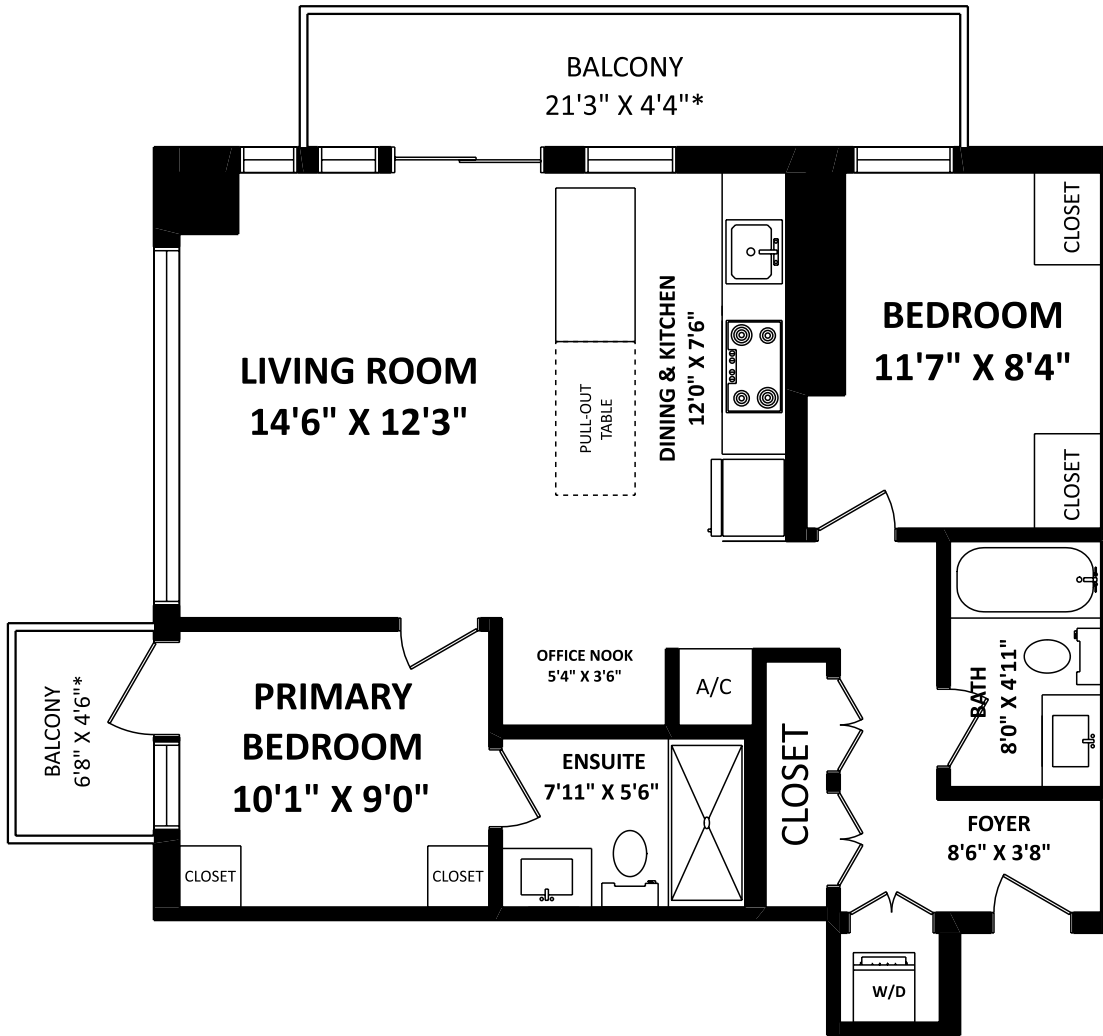 BALCONY
21'3" X 4'4"*
CLOSET
BEDROOM
11'7" X 8'4"
CLOSET
DINING & KITCHEN
12'0" X 7'6"
LIVING ROOM
14'6" X 12'3"
PULL-OUT
TABLE
OFFICE NOOK
5'4" X 3'6"
A/C
BATH
8'0" X 4'11"
BALCONY
6'8" X 4'6"*
PRIMARY
BEDROOM
10'1" X 9'0"
ENSUITE
7'11" X 5'6"
CLOSET
FOYER
8'6" X 3'8"
CLOSET
CLOSET
W/D